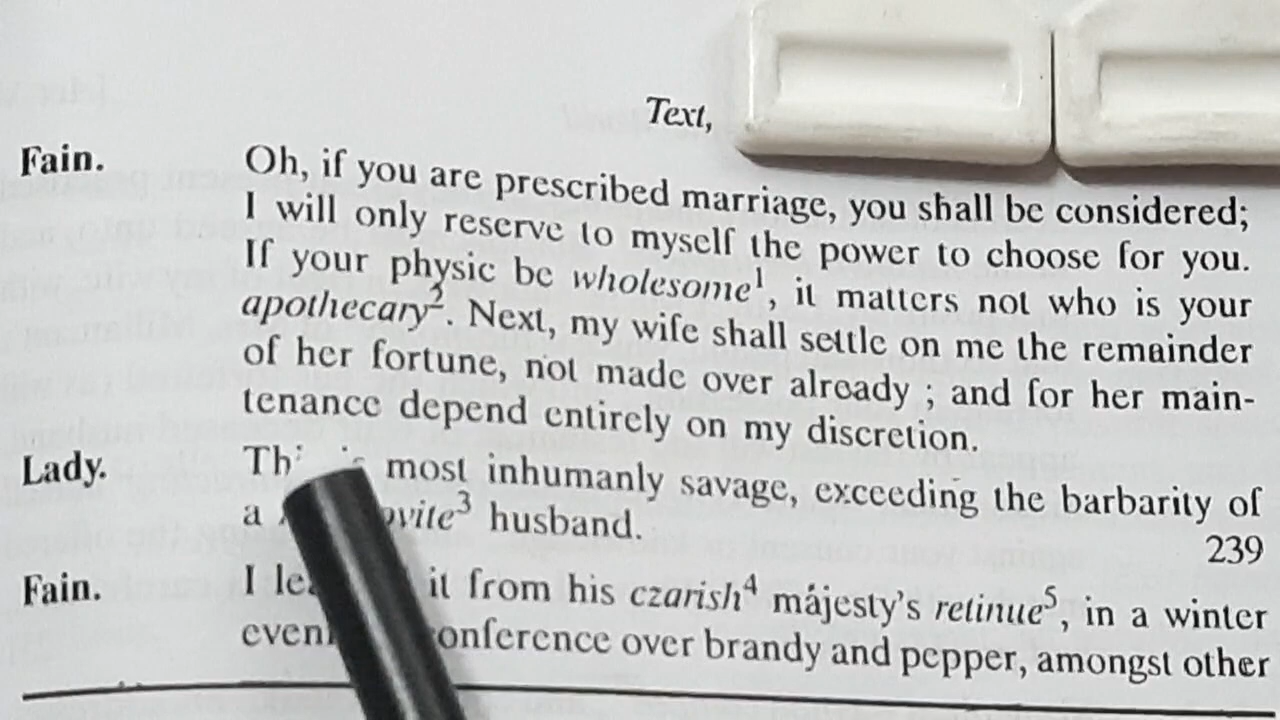 Text,
Fain. Oh, if you are prescribed marriage, you shall be considered;
I will only reserve to myself the power to choose for you.
If your physic be wholesome¹, it matters not who is your
apothecary². Next, my wife shall settle on me the remainder
of her fortune, not made over already ; and for her main-
tenance depend entirely on my discretion.
Lady. most inhumanly savage, exceeding the barbarity of
a husband.
239
Fain. I it from his czarish⁴ májesty's retinue⁵, in a winter
conference over brandy and pepper, amongst other